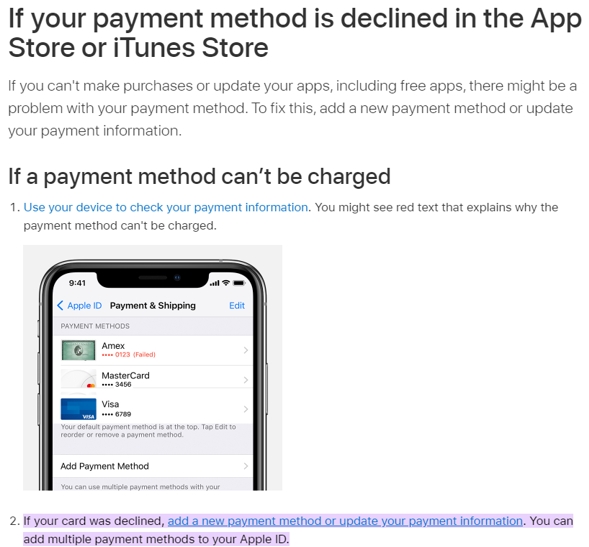 If your payment method is declined in the App
Store or iTunes Store
If you can't make purchases or update your apps, including free apps, there might be a
problem with your payment method. To fix this, add a new payment method or update
your payment information.
If a payment method can’t be charged
1. Use your device to check your payment information. You might see red text that explains why the
payment method can't be charged.
9:41
Apple ID Payment & Shipping Edit
PAYMENT METHODS
Amex
•••• 0123 (Failed)
MasterCard
•••• 3456
VISA
Visa
•••• 6789
Your default payment method is at the top. Tap Edit to
reorder or remove a payment method.
Add Payment Method
You can use multiple payment methods with your
2. If your card was declined, add a new payment method or update your payment information. You can
add multiple payment methods to your Apple ID.